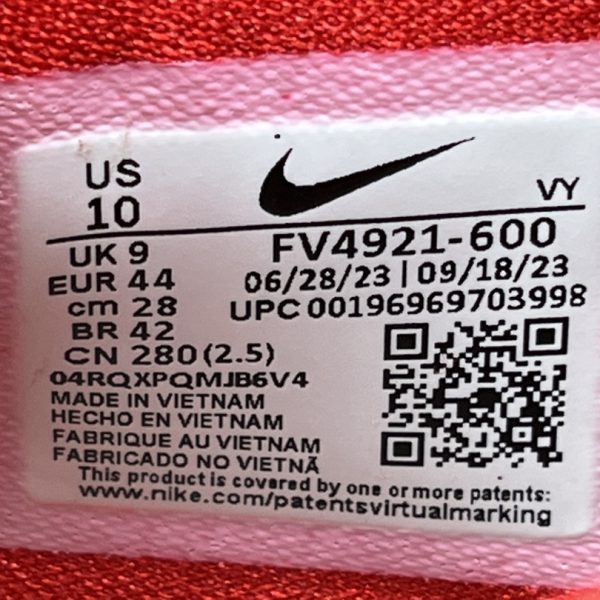 US
10
VY
UK 9
EUR 44
cm 28
BR 42
CN 280 (2.5)
FV4921-600
06/28/23 | 09/18/23
UPC 00196969703998
04RQXPQMJB6V4
MADE IN VIETNAM
HECHO EN VIETNAM
FABRIQUE AU VIETNAM
FABRICADO NO VIETNÃ
This product is covered by one or more patents:
www.nike.com/patentsvirtualmarking